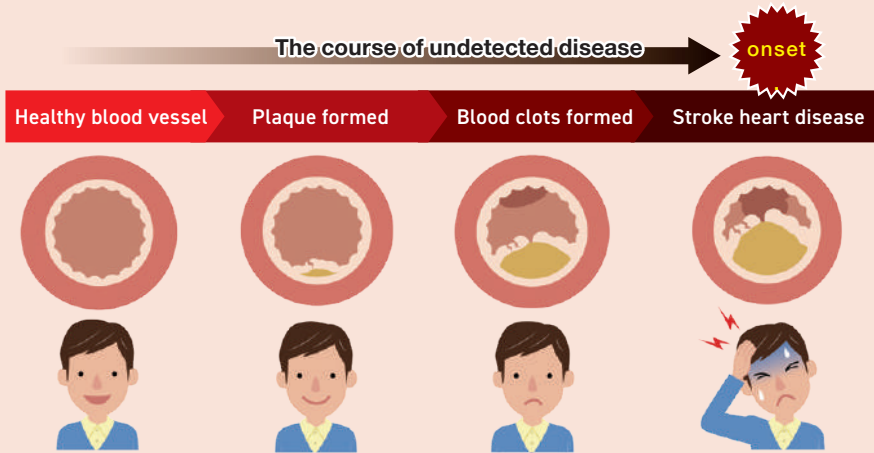 The course of undetected disease
onset
Healthy blood vessel
Plaque formed
Blood clots formed
Stroke heart disease